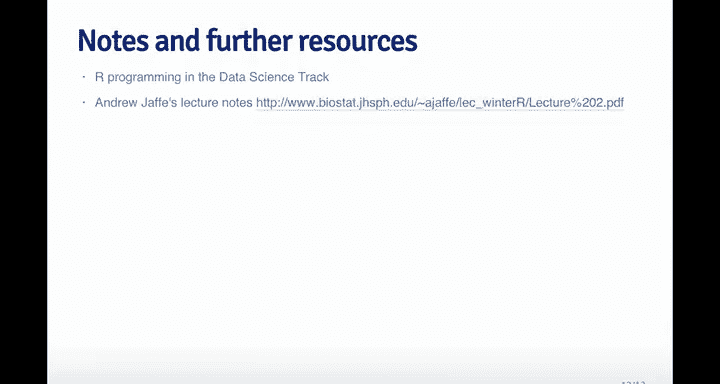 Notes and further resources
· R programming in the Data Science Track
· Andrew Jaffe's lecture notes http://www.biostat.jhsph.edu/~ajaffe/lec_winterR/Lecture%202.pdf